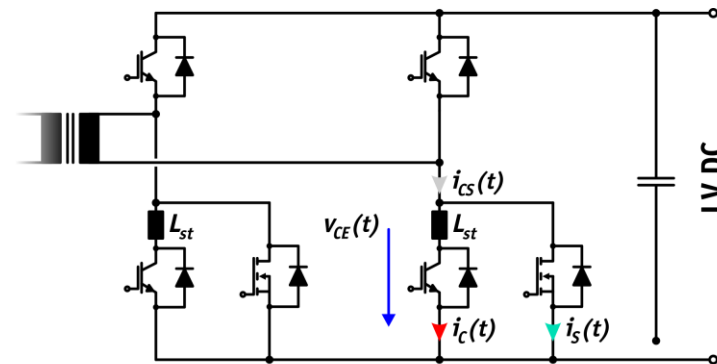 i_CS(t)
L_st
v_CE(t)
L_st
i_C(t)
i_S(t)
LV DC